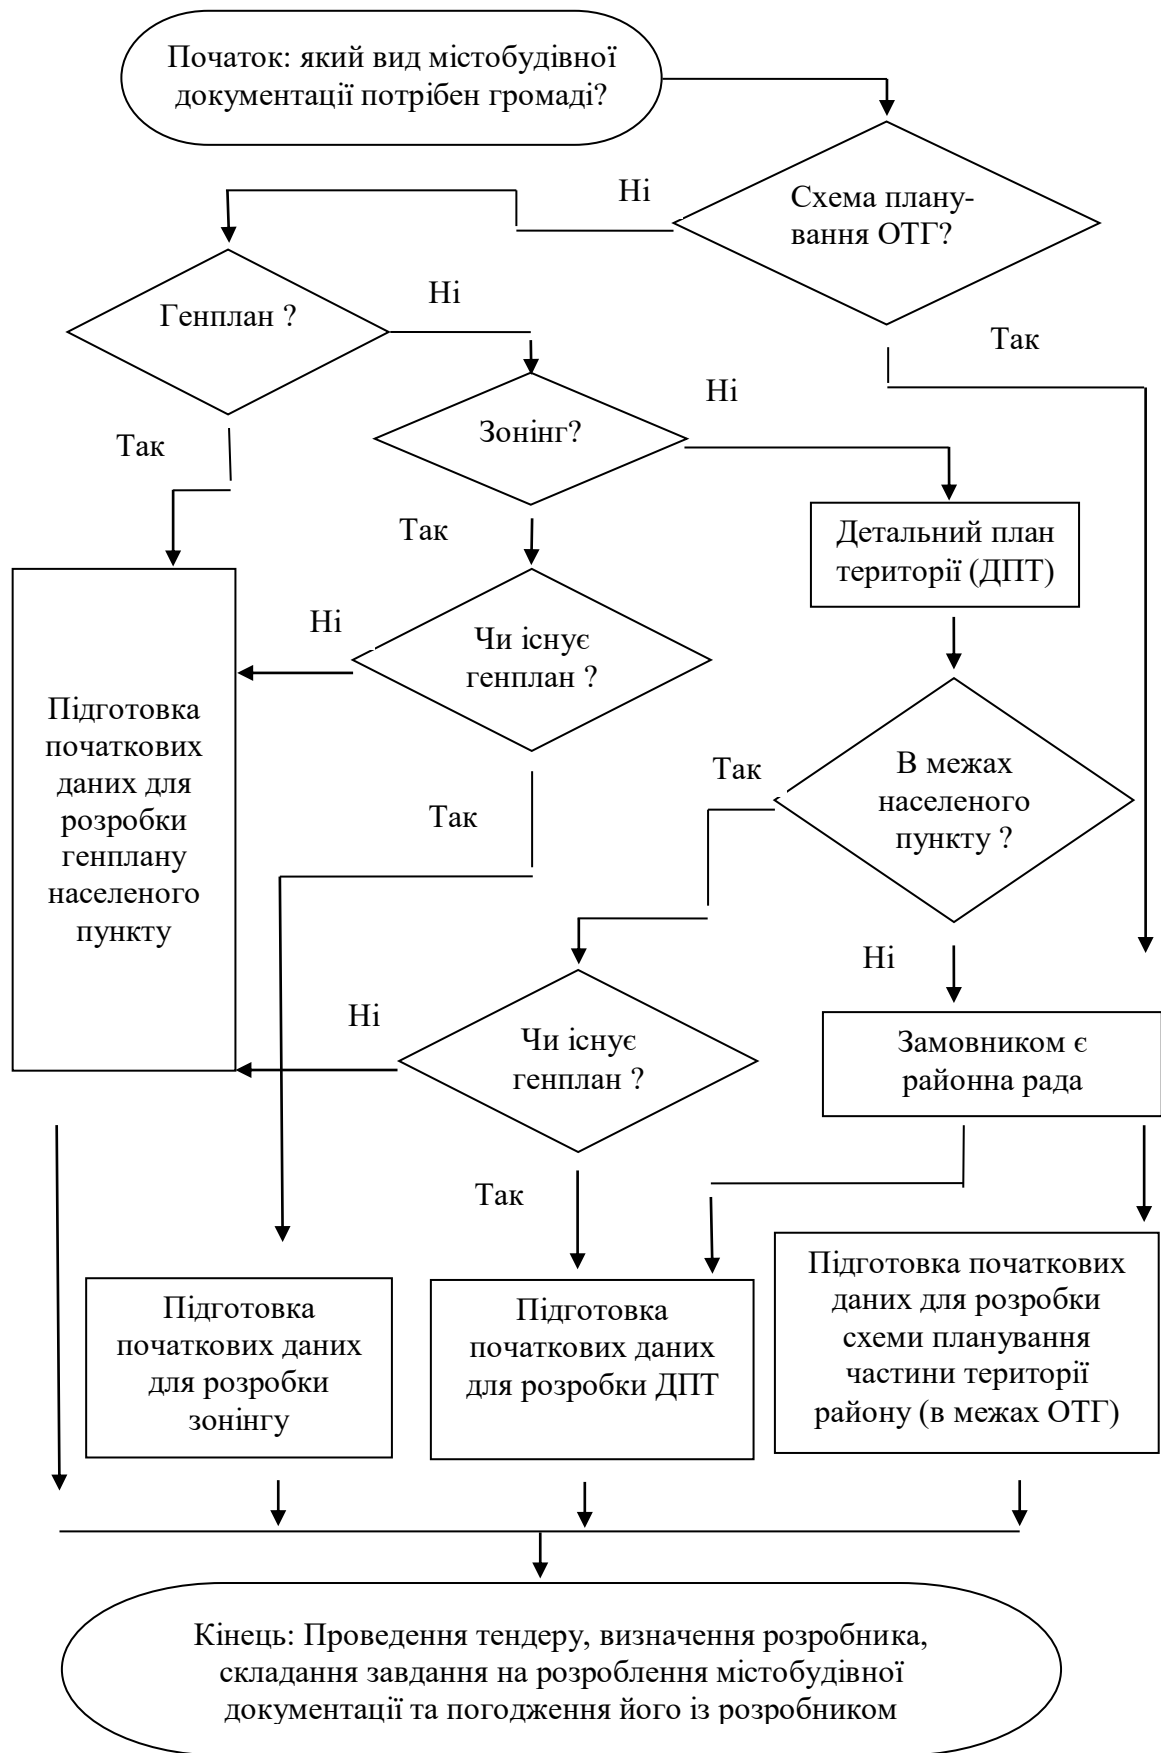 Початок: який вид містобудівної
документації потрібен громаді?
Ні
Схема плану-
вання ОТГ?
Ні
Генплан ?
Так
Ні
Зонінг?
Так
Так
Детальний план
території (ДПТ)
Ні
Чи існує
генплан ?
Підготовка
початкових
даних для
розробки
генплану
населеного
пункту
Так
В межах
населеного
пункту ?
Так
Ні
Ні
Чи існує
генплан ?
Замовником є
районна рада
Так
Підготовка початкових
даних для розробки
схеми планування
частини території
району (в межах ОТГ)
Підготовка
початкових даних
для розробки
зонінгу
Підготовка
початкових даних
для розробки ДПТ
Кінець: Проведення тендеру, визначення розробника,
складання завдання на розроблення містобудівної
документації та погодження його із розробником